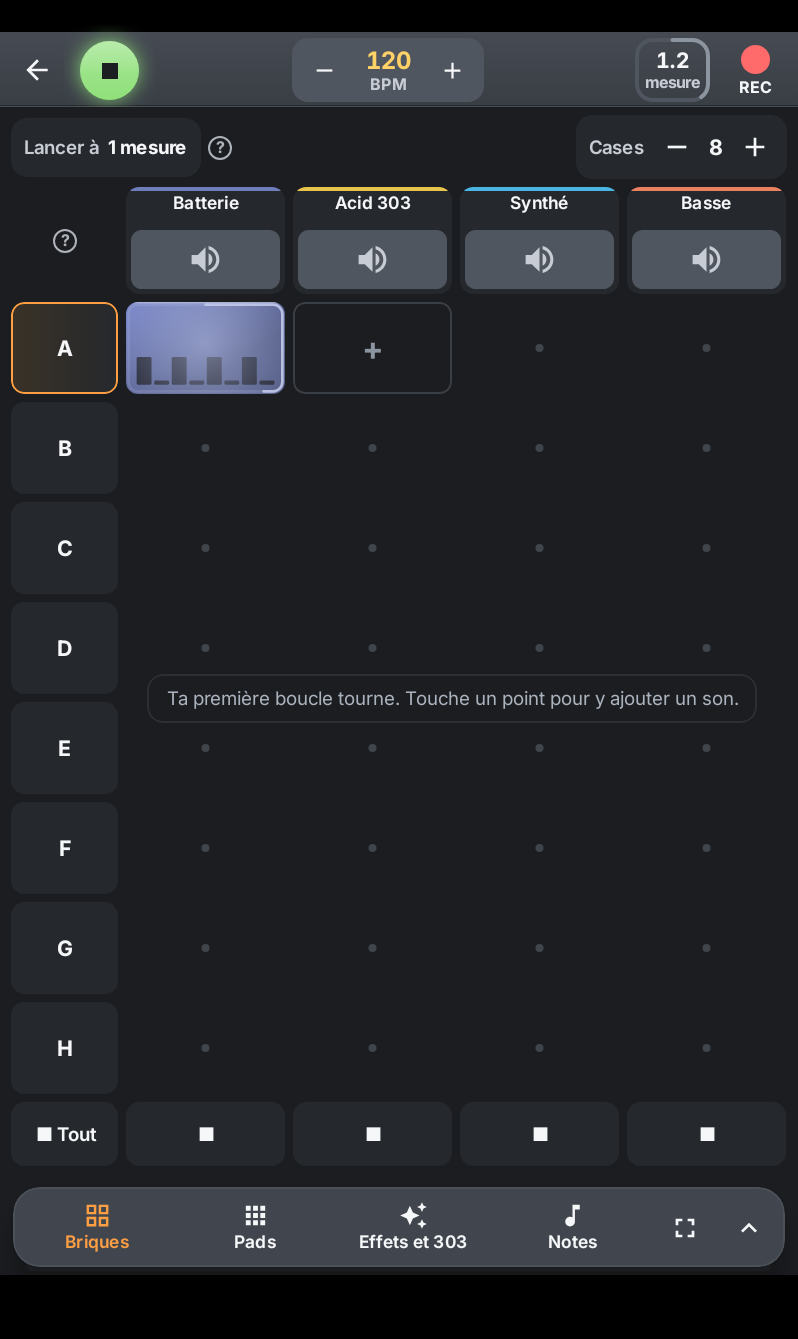 120
BPM
1.2
mesure
REC
Lancer à 1 mesure ?
Cases − 8 +
Batterie Acid 303 Synthé Basse
?
A
+
B
C
D
Ta première boucle tourne. Touche un point pour y ajouter un son.
E
F
G
H
Tout
Briques Pads Effets et 303 Notes